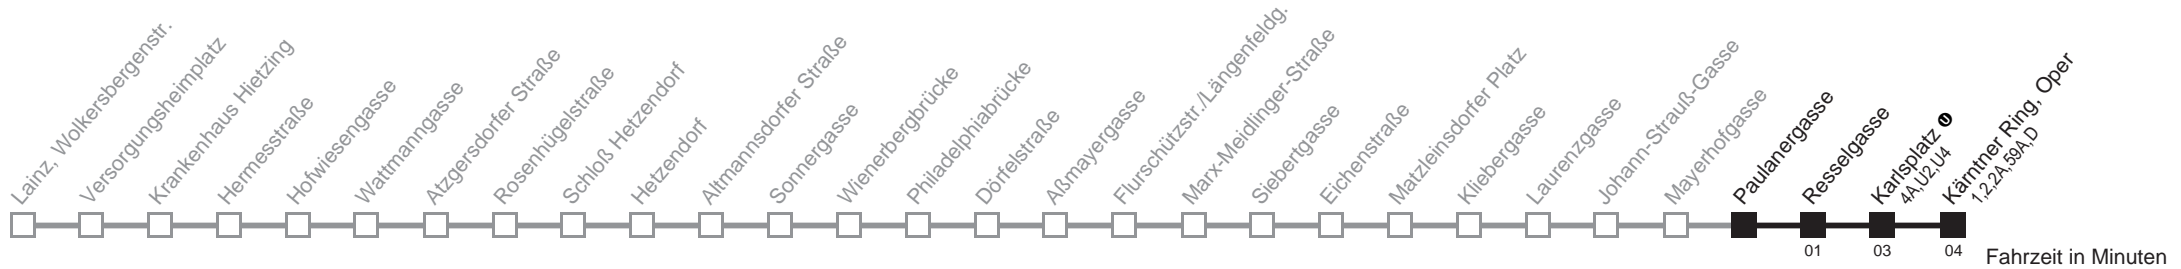 Lainz, Wolkersbergenstr.
Versorgungsheimplatz
Krankenhaus Hietzing
Hermesstraße
Hofwiesengasse
Wattmanngasse
Atzgersdorfer Straße
Rosenhügelstraße
Schloß Hetzendorf
Hetzendorf
Altmannsdorfer Straße
Sonnergasse
Wienerbergbrücke
Philadelphiabrücke
Dörfelstraße
Aßmayergasse
Flurschützstr./Längenfeldg.
Marx-Meidlinger-Straße
Siebertgasse
Eichenstraße
Matzleinsdorfer Platz
Kliebergasse
Laurenzgasse
Johann-Strauß-Gasse
Mayerhofgasse
Paulanergasse
Resselgasse
Karlsplatz U
4A,U2,U4
Kärntner Ring, Oper
1,2,2A,59A,D
01 03 04 Fahrzeit in Minuten